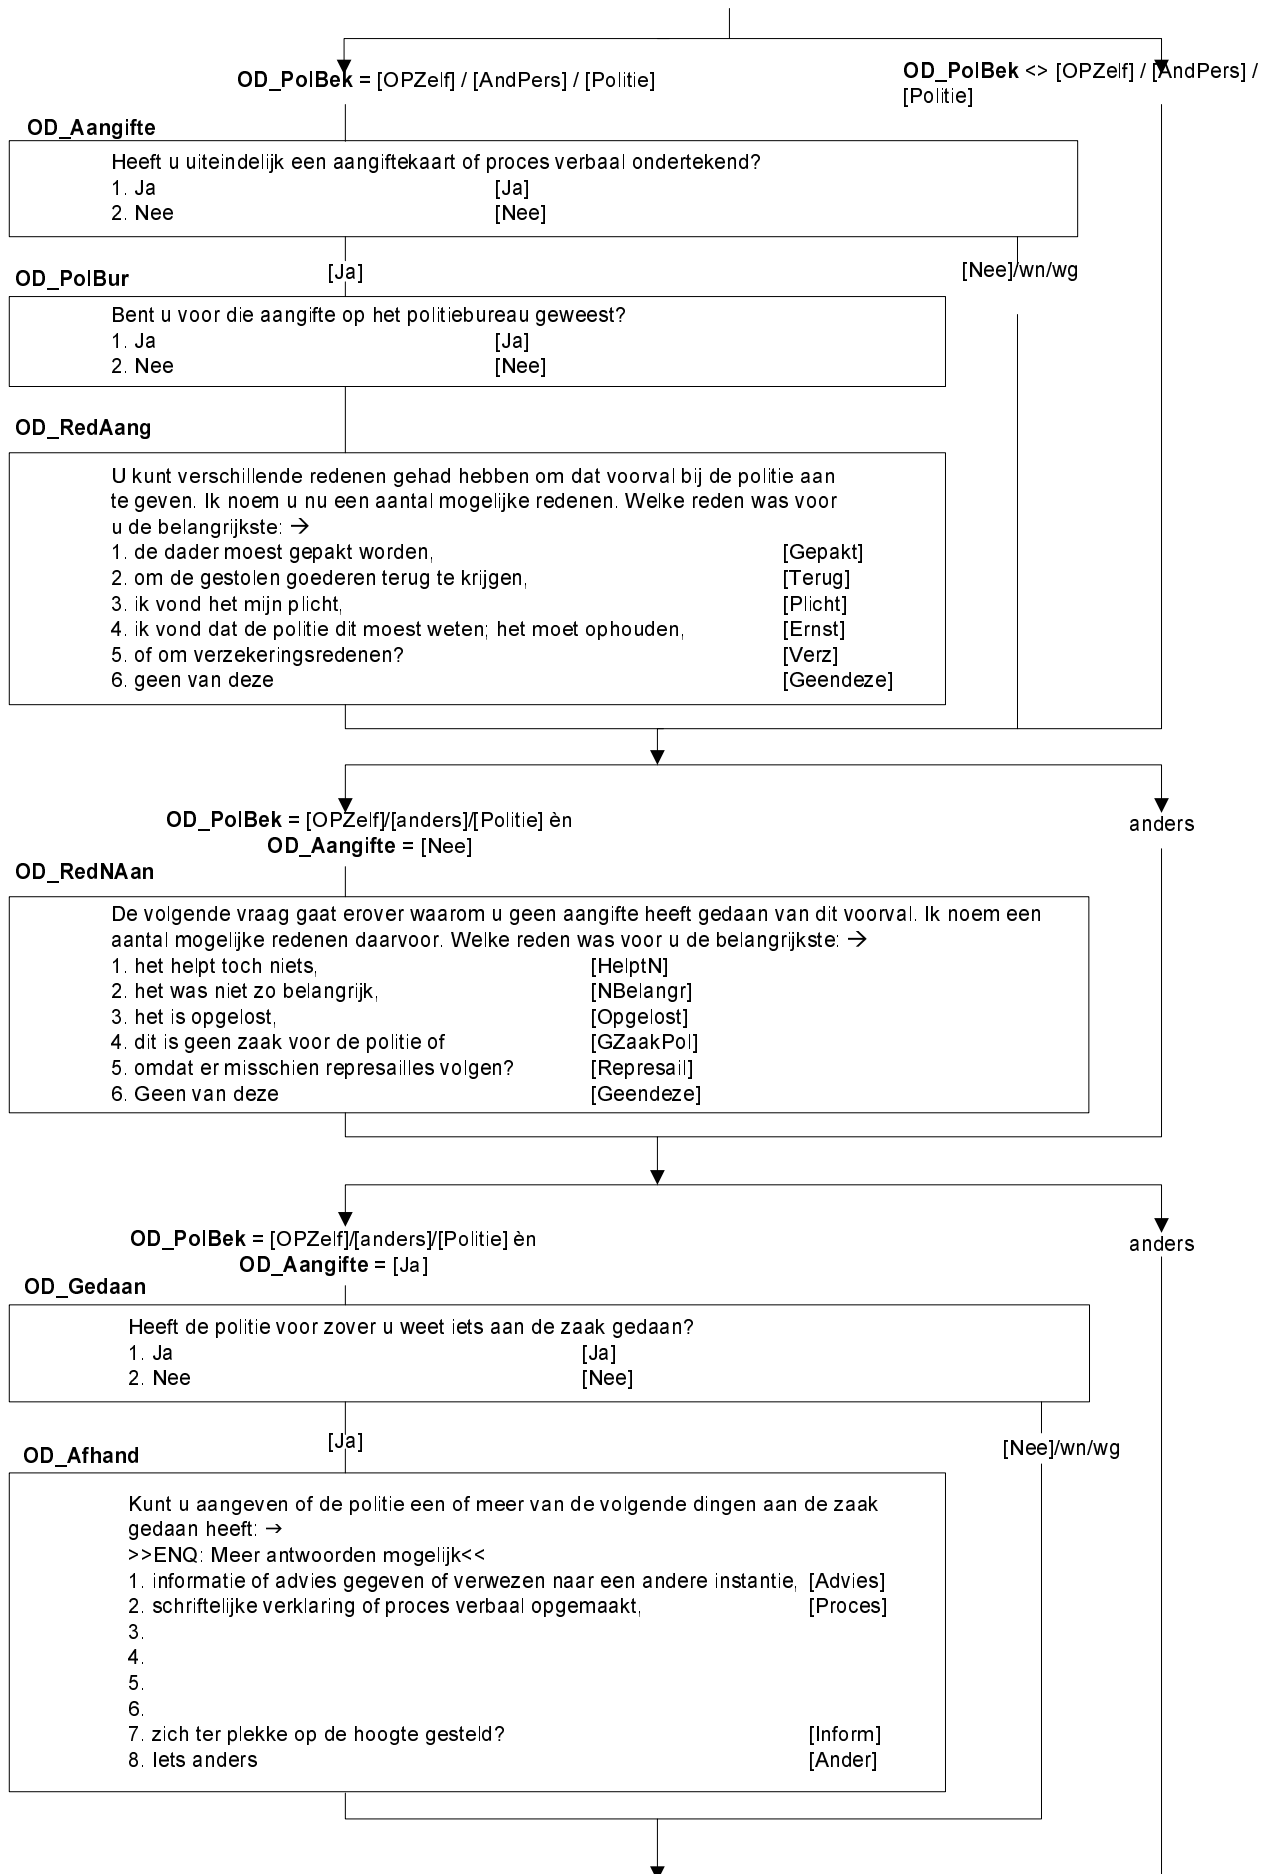 OD_PolBek = [OPZelf] / [AndPers] / [Politie]
OD_PolBek <> [OPZelf] / [AndPers] /
[Politie]
OD_Aangifte
Heeft u uiteindelijk een aangiftekaart of proces verbaal ondertekend?
1. Ja [Ja]
2. Nee [Nee]
[Ja]
[Nee]/wn/wg
OD_PolBur
Bent u voor die aangifte op het politiebureau geweest?
1. Ja [Ja]
2. Nee [Nee]
OD_RedAang
U kunt verschillende redenen gehad hebben om dat voorval bij de politie aan
te geven. Ik noem u nu een aantal mogelijke redenen. Welke reden was voor
u de belangrijkste: →
1. de dader moest gepakt worden, [Gepakt]
2. om de gestolen goederen terug te krijgen, [Terug]
3. ik vond het mijn plicht, [Plicht]
4. ik vond dat de politie dit moest weten; het moet ophouden, [Ernst]
5. of om verzekeringsredenen? [Verz]
6. geen van deze [Geendeze]
OD_PolBek = [OPZelf]/[anders]/[Politie] èn
OD_Aangifte = [Nee]
anders
OD_RedNAan
De volgende vraag gaat erover waarom u geen aangifte heeft gedaan van dit voorval. Ik noem een
aantal mogelijke redenen daarvoor. Welke reden was voor u de belangrijkste: →
1. het helpt toch niets, [HelptN]
2. het was niet zo belangrijk, [NBelangr]
3. het is opgelost, [Opgelost]
4. dit is geen zaak voor de politie of [GZaakPol]
5. omdat er misschien represailles volgen? [Represail]
6. Geen van deze [Geendeze]
OD_PolBek = [OPZelf]/[anders]/[Politie] èn
OD_Aangifte = [Ja]
anders
OD_Gedaan
Heeft de politie voor zover u weet iets aan de zaak gedaan?
1. Ja [Ja]
2. Nee [Nee]
[Ja]
[Nee]/wn/wg
OD_Afhand
Kunt u aangeven of de politie een of meer van de volgende dingen aan de zaak
gedaan heeft: →
>>ENQ: Meer antwoorden mogelijk<<
1. informatie of advies gegeven of verwezen naar een andere instantie, [Advies]
2. schriftelijke verklaring of proces verbaal opgemaakt, [Proces]
3.
4.
5.
6.
7. zich ter plekke op de hoogte gesteld? [Inform]
8. Iets anders [Ander]